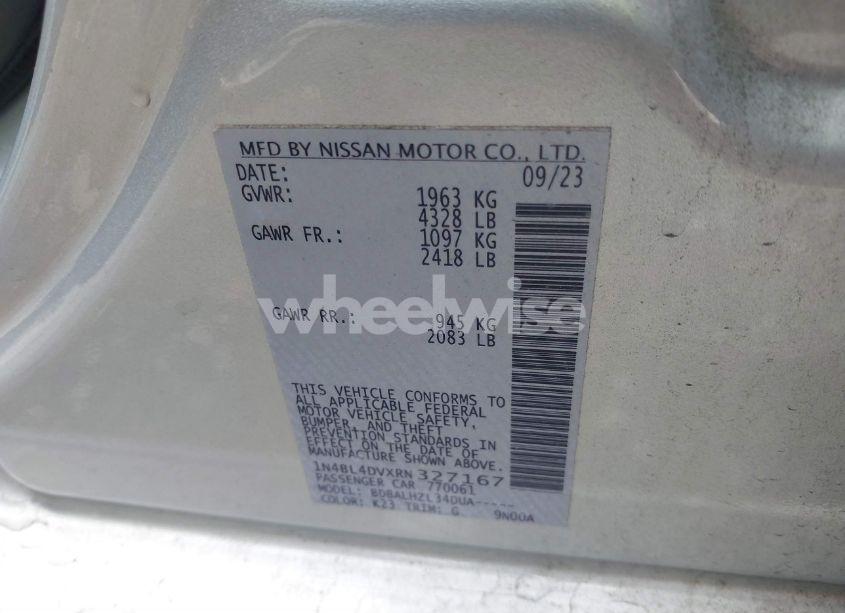 MFD BY NISSAN MOTOR CO., LTD.
DATE: 09/23
GVWR: 1963 KG
4328 LB
GAWR FR.: 1097 KG
2418 LB
wheelwise
GAWR RR.: 945 KG
2083 LB
THIS VEHICLE CONFORMS TO
ALL APPLICABLE FEDERAL
MOTOR VEHICLE SAFETY,
BUMPER, AND THEFT
PREVENTION STANDARDS IN
EFFECT ON THE DATE OF
MANUFACTURE SHOWN ABOVE.
1N4BL4DVXRN327167
PASSENGER CAR 770061
MODEL: BDBALHZL34DUA-----
COLOR: K23 TRIM: G 9N00A